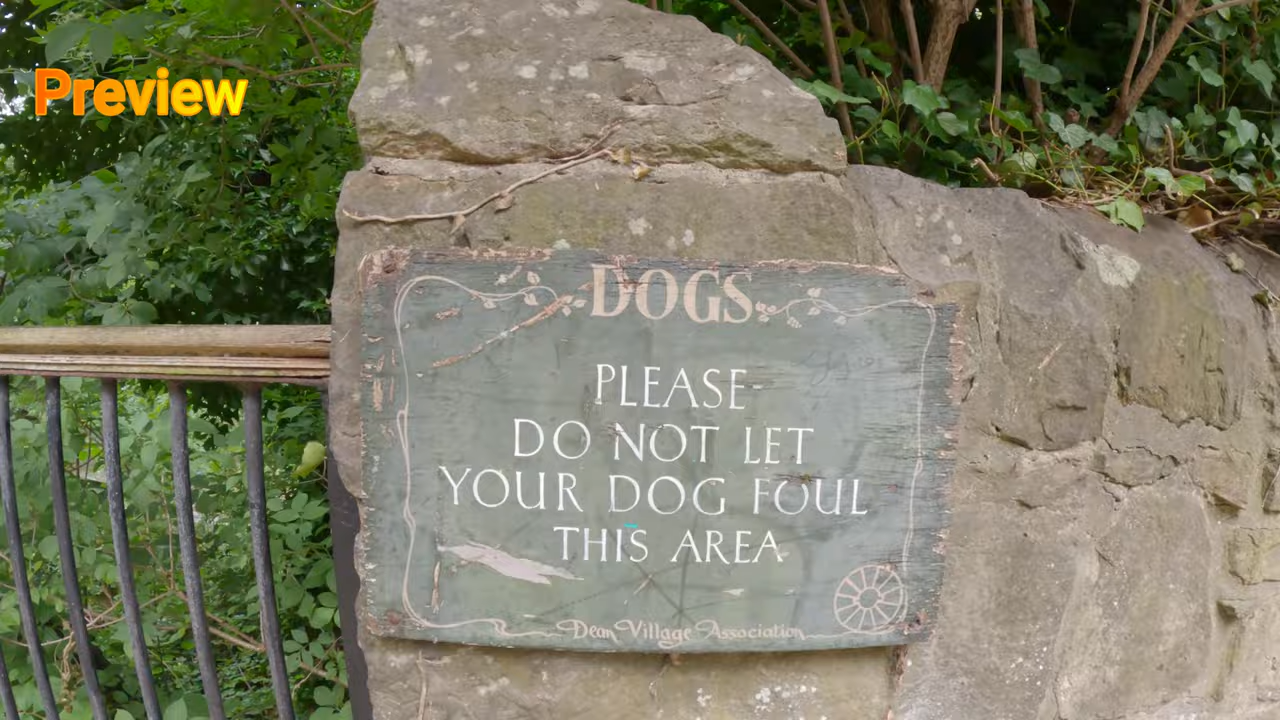 Preview
DOGS
PLEASE
DO NOT LET
YOUR DOG FOUL
THIS AREA
Dean Village Association